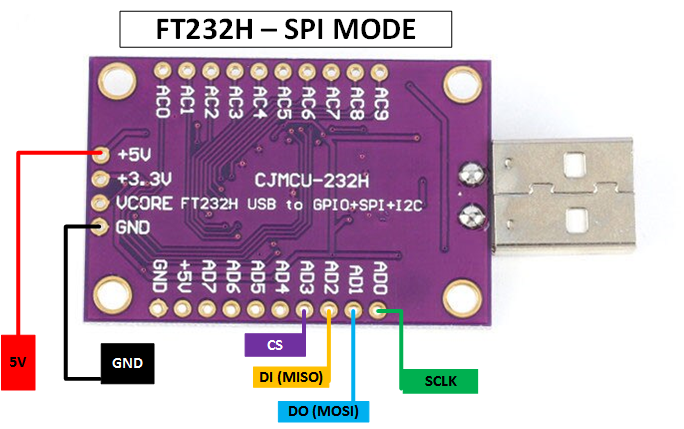 FT232H – SPI MODE
AC0 AC1 AC2 AC3 AC4 AC5 AC6 AC7 AC8 AC9
+5V
+3.3V
VCORE
GND
CJMCU-232H
FT232H USB to GPIO+SPI+I2C
GND +5V AD7 AD6 AD5 AD4 AD3 AD2 AD1 AD0
CS
5V
GND
DI (MISO)
SCLK
DO (MOSI)